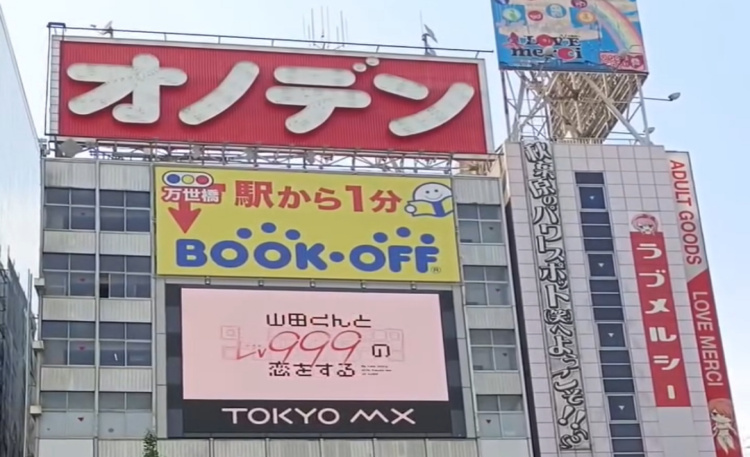 オノデン
万世橋
駅から1分
BOOK・OFF
®
山田くんと
Lv999の
恋をする
TOKYO MX
LOVE
merci
秋葉原のパワースポット候へようこそ!!
ラブメルシー
ADULT GOODS
LOVE MERCI